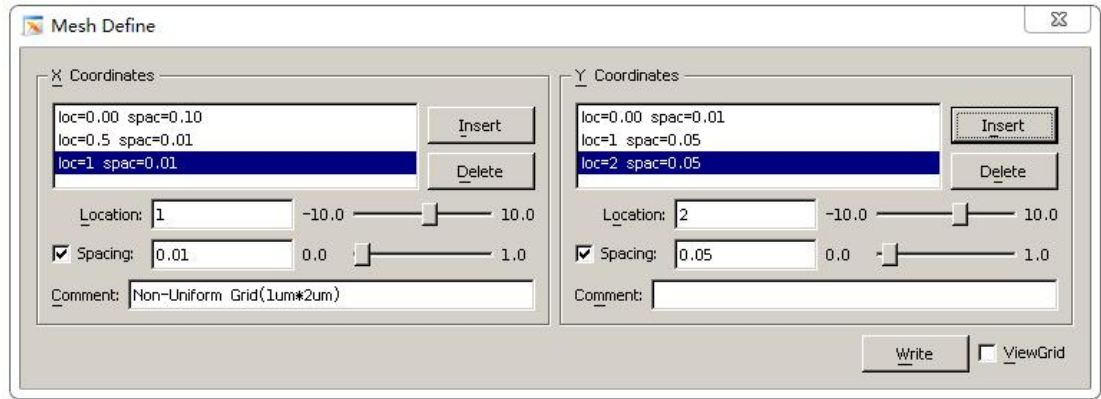 Mesh Define
X Coordinates
loc=0.00 spac=0.10
loc=0.5 spac=0.01
loc=1 spac=0.01
Insert
Delete
Location: 1 -10.0 10.0
Spacing: 0.01 0.0 1.0
Comment: Non-Uniform Grid(1um*2um)
Y Coordinates
loc=0.00 spac=0.01
loc=1 spac=0.05
loc=2 spac=0.05
Insert
Delete
Location: 2 -10.0 10.0
Spacing: 0.05 0.0 1.0
Comment:
Write ViewGrid